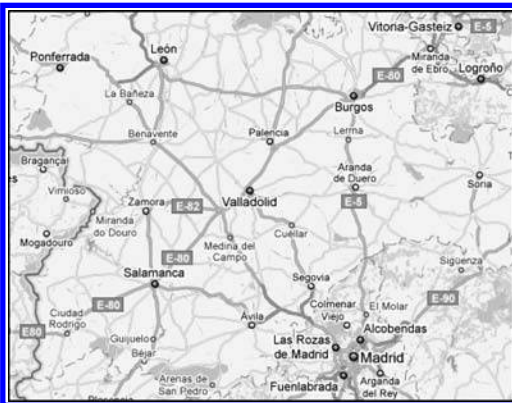 Vitoria-Gasteiz
E-5
León
Ponferrada
Miranda
de Ebro
Logroño
E-80
La Bañeza
Burgos
Benavente
Palencia
Lerma
Bragança
Vimioso
Aranda
de Duero
Soria
Zamora
E-82
Valladolid
E-5
Miranda
do Douro
Mogadouro
Medina del
Campo
Cuéllar
E-80
Sigüenza
Salamanca
Segovia
E-80
Colmenar
Viejo
El Molar
E-90
Ciudad
Rodrigo
E80
Ávila
Alcobendas
Guijuelo
Béjar
Las Rozas
de Madrid
Madrid
Arenas de
San Pedro
Fuenlabrada
Arganda
del Rey